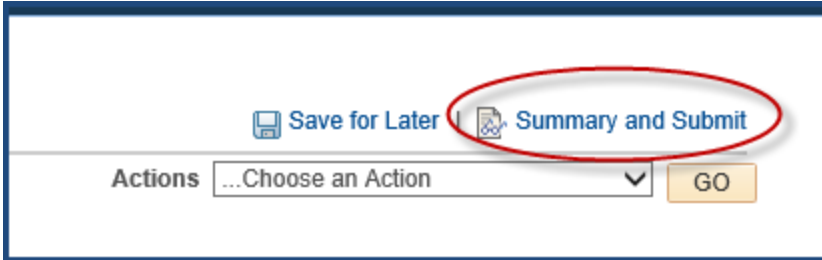 Save for Later | Summary and Submit
Actions ...Choose an Action GO